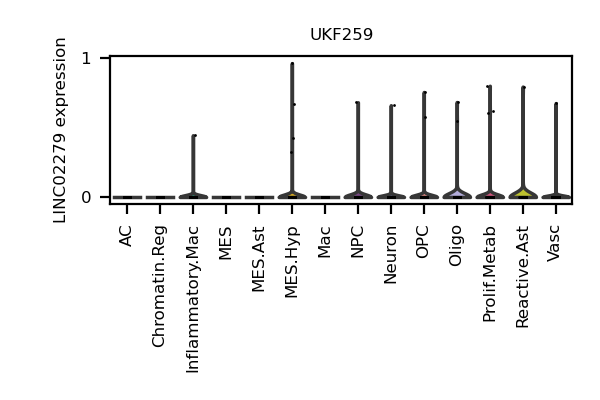 UKF259
LINC02279 expression
1
0
AC
Chromatin.Reg
Inflammatory.Mac
MES
MES.Ast
MES.Hyp
Mac
NPC
Neuron
OPC
Oligo
Prolif.Metab
Reactive.Ast
Vasc